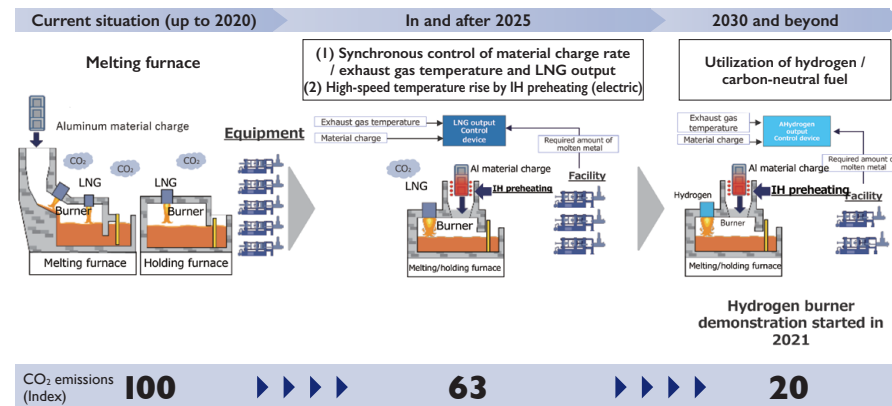 Current situation (up to 2020)
In and after 2025
2030 and beyond
Melting furnace
Aluminum material charge
CO₂
CO₂
CO₂
LNG
LNG
Burner
Burner
Melting furnace
Holding furnace
Equipment
(1) Synchronous control of material charge rate
/ exhaust gas temperature and LNG output
(2) High-speed temperature rise by IH preheating (electric)
Exhaust gas temperature
Material charge
LNG output
Control
device
Required amount of
molten metal
CO₂
LNG
Al material charge
IH preheating
Facility
Burner
Melting/holding furnace
Utilization of hydrogen /
carbon-neutral fuel
Exhaust gas
temperature
Material charge
AHydrogen
output
Control device
Required amount of
molten metal
Al material charge
Hydrogen
IH preheating
Facility
Burner
Melting/holding furnace
Hydrogen burner
demonstration started in
2021
CO₂ emissions
(Index)
100
63
20